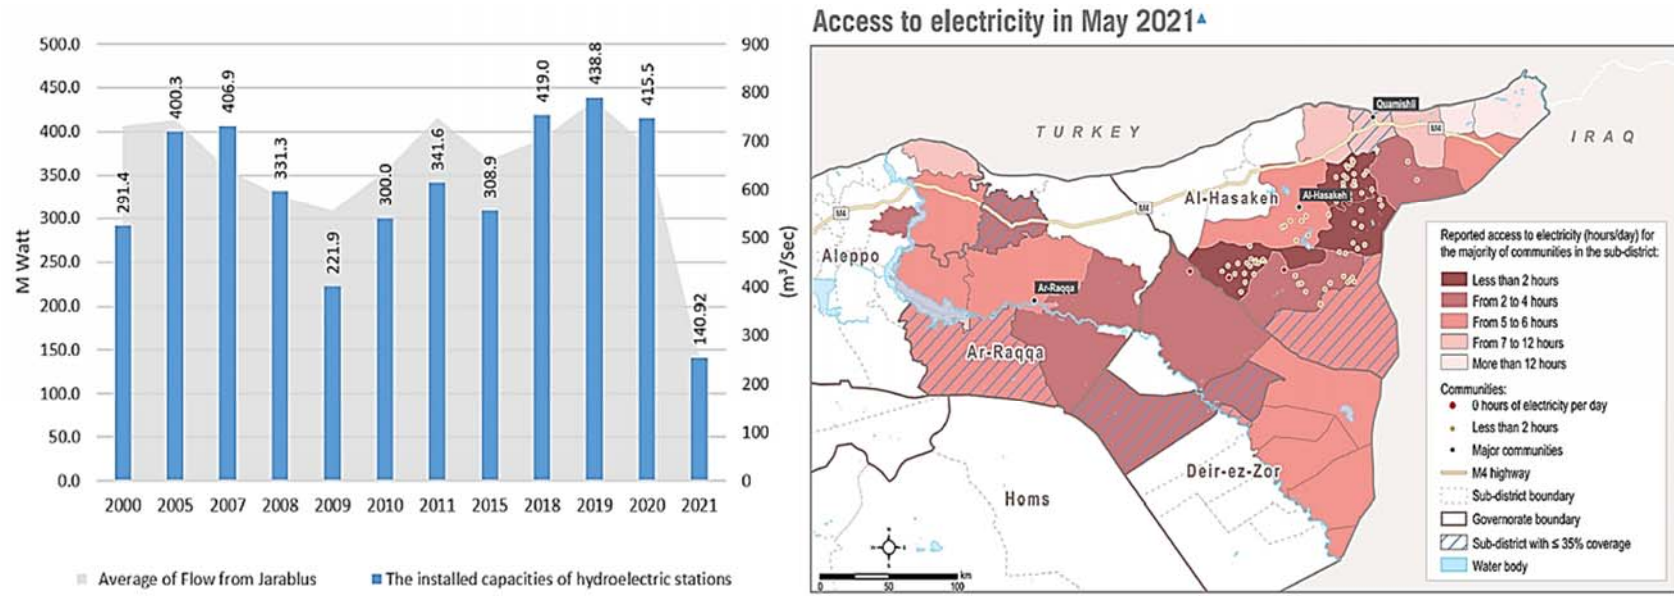 500.0
450.0
400.0
350.0
300.0
250.0
200.0
150.0
100.0
50.0
0.0
M Watt
291.4
400.3
406.9
331.3
221.9
300.0
341.6
308.9
419.0
438.8
415.5
140.92
900
800
700
600
500
400
300
200
100
0
(m³/sec)
2000 2005 2007 2008 2009 2010 2011 2015 2018 2019 2020 2021
Average of Flow from Jarablus
The installed capacities of hydroelectric stations
Access to electricity in May 2021▲
TURKEY
IRAQ
Quamishli
M4
Al-Hasakeh
Al-Hasakeh
M4
M4
Aleppo
Ar-Raqqa
Ar-Raqqa
Deir-ez-Zor
Homs
0 50 100
km
Reported access to electricity (hours/day) for
the majority of communities in the sub-district:
Less than 2 hours
From 2 to 4 hours
From 5 to 6 hours
From 7 to 12 hours
More than 12 hours
Communities:
0 hours of electricity per day
Less than 2 hours
Major communities
M4 highway
Sub-district boundary
Governorate boundary
Sub-district with ≤ 35% coverage
Water body